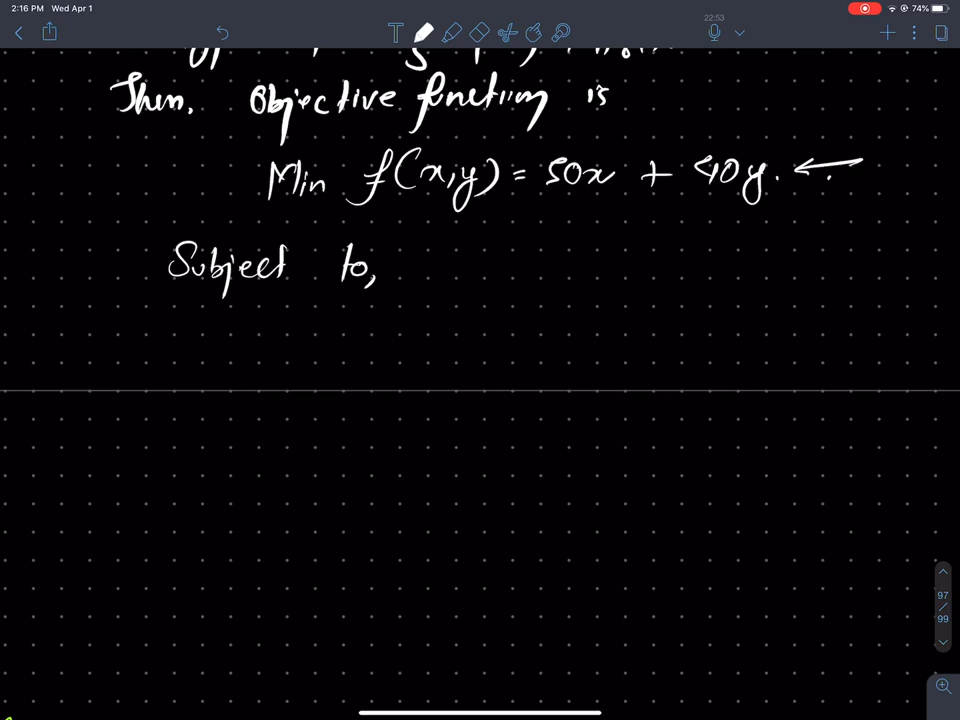 2:16 PM Wed Apr 1
74%
22:53
Then. Objective function is
Min f(x,y) = 50x + 40y. ←
Subject to,
97
/
99